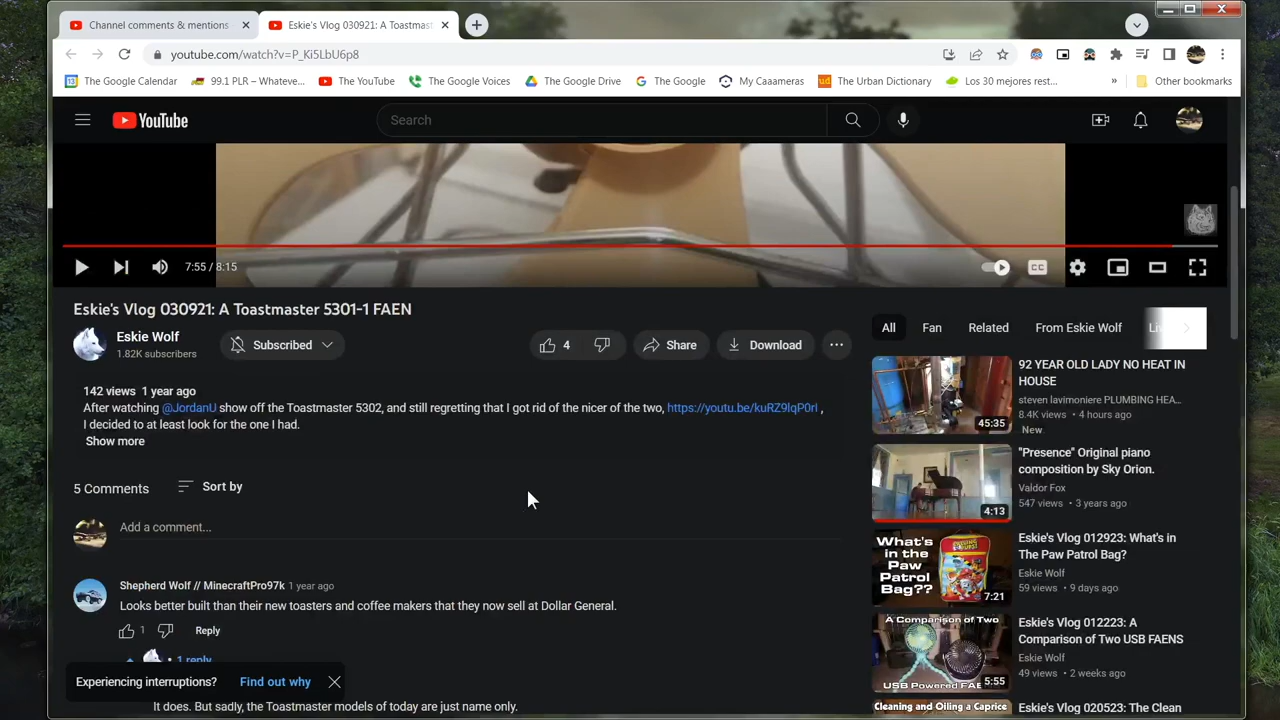 Channel comments & mentions
Eskie's Vlog 030921: A Toastmast
youtube.com/watch?v=P_Ki5LbU6p8
The Google Calendar
99.1 PLR – Whateve...
The YouTube
The Google Voices
The Google Drive
The Google
My Caaameras
The Urban Dictionary
Los 30 mejores rest...
»
Other bookmarks
YouTube
Search
7:55 / 8:15
CC
Eskie's Vlog 030921: A Toastmaster 5301-1 FAEN
Eskie Wolf
1.82K subscribers
Subscribed
4
Share
Download
142 views 1 year ago
After watching @JordanU show off the Toastmaster 5302, and still regretting that I got rid of the nicer of the two, https://youtu.be/kuRZ9lqP0rI ,
I decided to at least look for the one I had.
Show more
5 Comments
Sort by
Add a comment...
Shepherd Wolf // MinecraftPro97k 1 year ago
Looks better built than their new toasters and coffee makers that they now sell at Dollar General.
1
Reply
1 reply
Experiencing interruptions?
Find out why
It does. But sadly, the Toastmaster models of today are just name only.
All
Fan
Related
From Eskie Wolf
92 YEAR OLD LADY NO HEAT IN
HOUSE
steven lavimoniere PLUMBING HEA...
8.4K views • 4 hours ago
New
45:35
"Presence" Original piano
composition by Sky Orion.
Valdor Fox
547 views • 3 years ago
4:13
Eskie's Vlog 012923: What's in
The Paw Patrol Bag?
Eskie Wolf
59 views • 9 days ago
What's
in the
Paw
Patrol
Bag??
7:21
Eskie's Vlog 012223: A
Comparison of Two USB FAENS
Eskie Wolf
49 views • 2 weeks ago
A Comparison of Two
USB Powered FAE
5:55
Eskie's Vlog 020523: The Clean
Cleaning and Oiling a Caprice